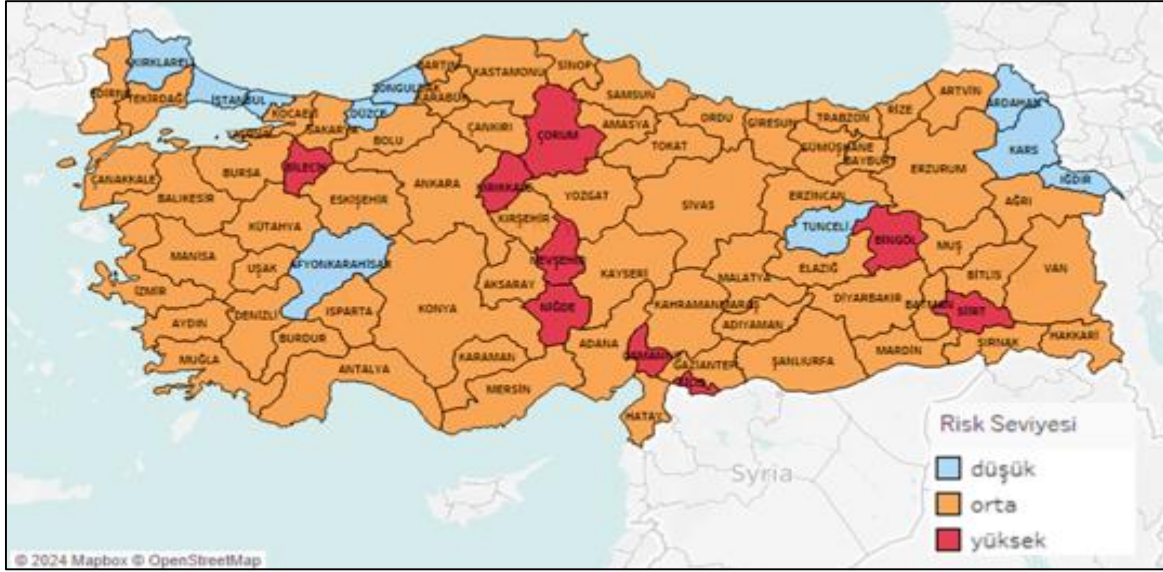 KIRKLARELİ
EDİRNE
TEKİRDAĞ
İSTANBUL
KOCAELİ
SAKARYA
DÜZCE
ZONGULDAK
BARTIN
KARABÜK
KASTAMONU
SİNOP
SAMSUN
ORDU
GİRESUN
TRABZON
RİZE
ARTVİN
ARDAHAN
KARS
IĞDIR
BOLU
ÇANKIRI
ÇORUM
AMASYA
TOKAT
GÜMÜŞHANE
BAYBURT
ERZURUM
AĞRI
ÇANAKKALE
BALIKESİR
BURSA
BİLECİK
ESKİŞEHİR
ANKARA
KIRIKKALE
YOZGAT
SİVAS
ERZİNCAN
TUNCELİ
BİNGÖL
MUŞ
KÜTAHYA
KIRŞEHİR
NEVŞEHİR
KAYSERİ
MALATYA
ELAZIĞ
BİTLİS
VAN
MANİSA
UŞAK
AFYONKARAHİSAR
AKSARAY
İZMİR
DENİZLİ
ISPARTA
KONYA
NİĞDE
KAHRAMANMARAŞ
DİYARBAKIR
BATMAN
SİİRT
AYDIN
BURDUR
ADIYAMAN
ŞIRNAK
HAKKARİ
MUĞLA
ANTALYA
KARAMAN
ADANA
GAZİANTEP
ŞANLIURFA
MARDİN
MERSİN
HATAY
Syria
Risk Seviyesi
düşük
orta
yüksek
© 2024 Mapbox © OpenStreetMap